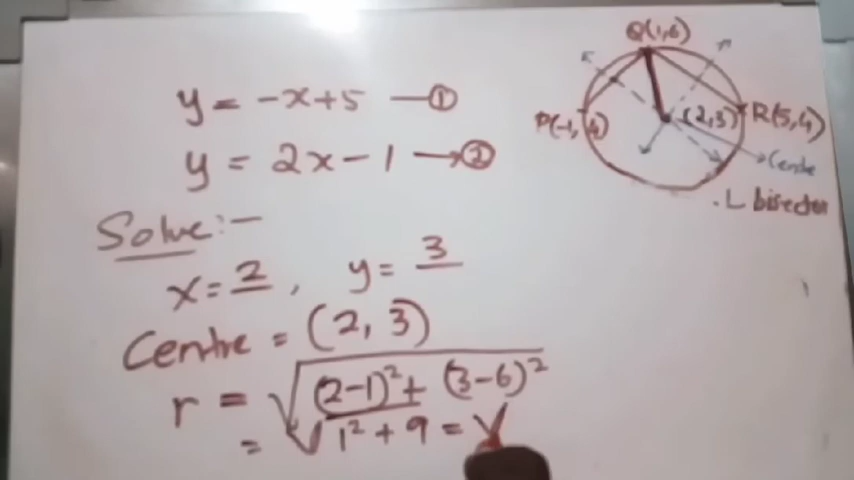 y = -x+5 —①
y = 2x-1 →②
Solve:-
x = 2, y = 3
Centre = (2, 3)
r = √(2-1)² + (3-6)²
= √1² + 9 = √
Q(1,6)
P(-1, 4)
(2,3)
R(5,4)
Centre
. ⊥ bisector